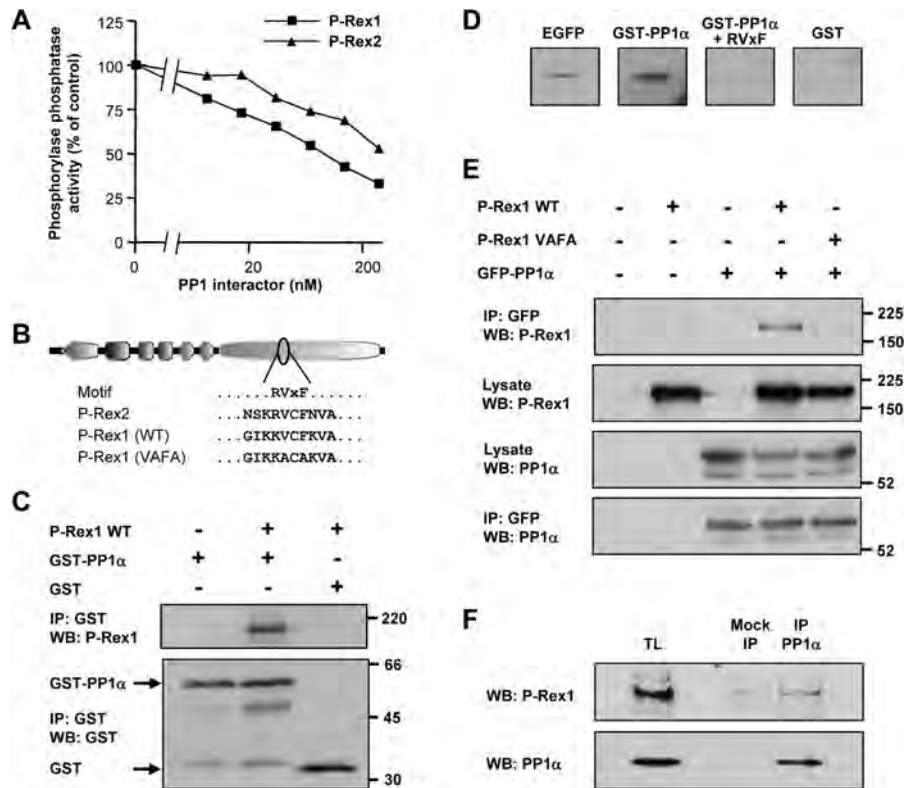 A
P-Rex1
P-Rex2
Phosphorylase phosphatase
activity (% of control)
125
100
75
50
25
0
0
20
200
PP1 interactor (nM)
B
Motif ......RVxF......
P-Rex2 ...NSKRVCFNVA....
P-Rex1 (WT) ...GIKKVCFKVA....
P-Rex1 (VAFA) ...GIKKACAKVA....
C
P-Rex1 WT - + +
GST-PP1α + + -
GST - - +
IP: GST
WB: P-Rex1
220
GST-PP1α
IP: GST
WB: GST
GST
66
45
30
D
EGFP
GST-PP1α
GST-PP1α
+ RVxF
GST
E
P-Rex1 WT - + - + -
P-Rex1 VAFA - - - - +
GFP-PP1α - - + + +
IP: GFP
WB: P-Rex1
225
150
Lysate
WB: P-Rex1
225
150
Lysate
WB: PP1α
52
IP: GFP
WB: PP1α
52
F
TL
Mock
IP
IP
PP1α
WB: P-Rex1
WB: PP1α